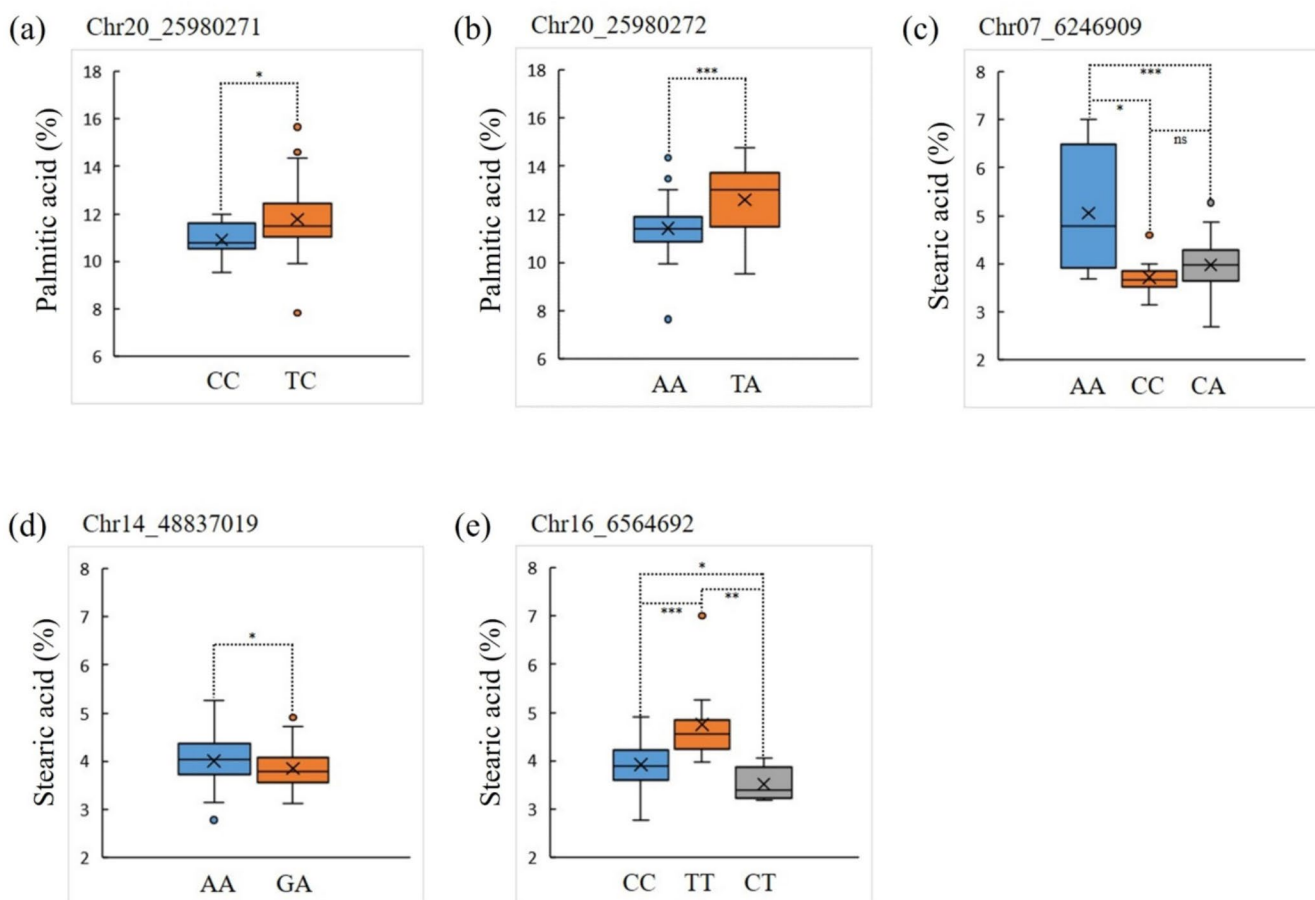 (a) Chr20_25980271
Palmitic acid (%)
18
16
14
12
10
8
6
*
CC TC
(b) Chr20_25980272
Palmitic acid (%)
18
16
14
12
10
8
6
***
AA TA
(c) Chr07_6246909
Stearic acid (%)
8
7
6
5
4
3
2
***
*
ns
AA CC CA
(d) Chr14_48837019
Stearic acid (%)
8
7
6
5
4
3
2
*
AA GA
(e) Chr16_6564692
Stearic acid (%)
8
7
6
5
4
3
2
*
***
**
CC TT CT